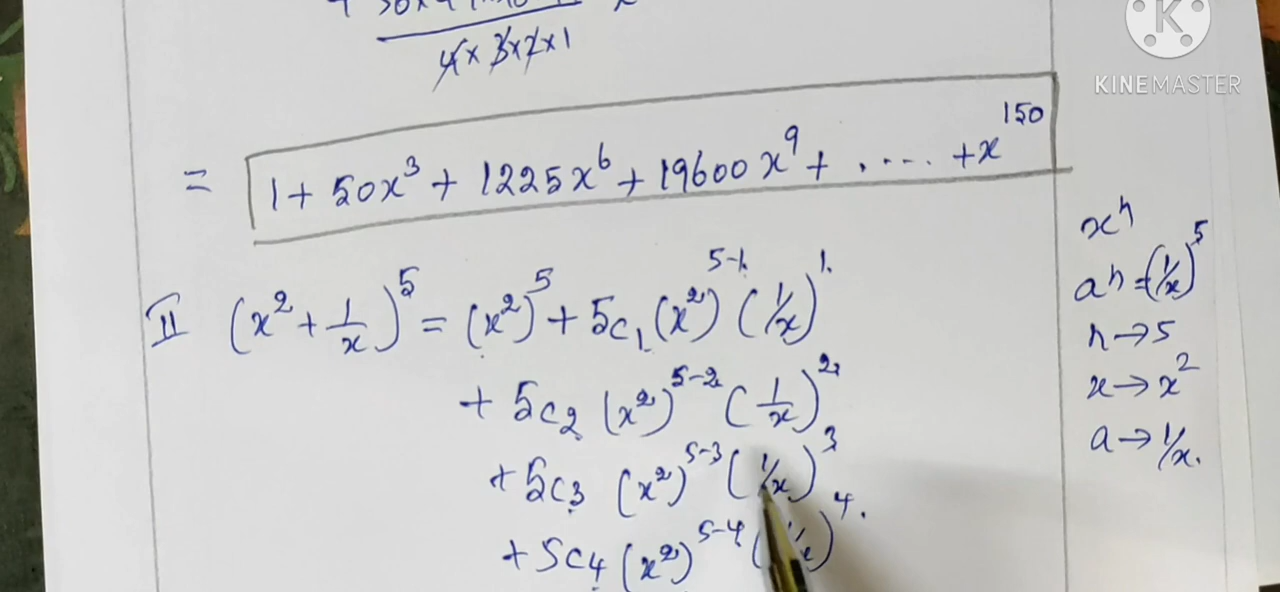 4×3×2×1
= 1 + 50x³ + 1225x⁶ + 19600x⁹ + ..... + x¹⁵⁰
II (x² + 1/x)⁵ = (x²)⁵ + 5c₁ (x²)⁵⁻¹ (1/x)¹
+ 5c₂ (x²)⁵⁻² (1/x)²
+ 5c₃ (x²)⁵⁻³ (1/x)³
+ 5c₄ (x²)⁵⁻⁴ (1/x)⁴.
xⁿ
aⁿ = (1/x)⁵
n → 5
x → x²
a → 1/x.
K
KINEMASTER